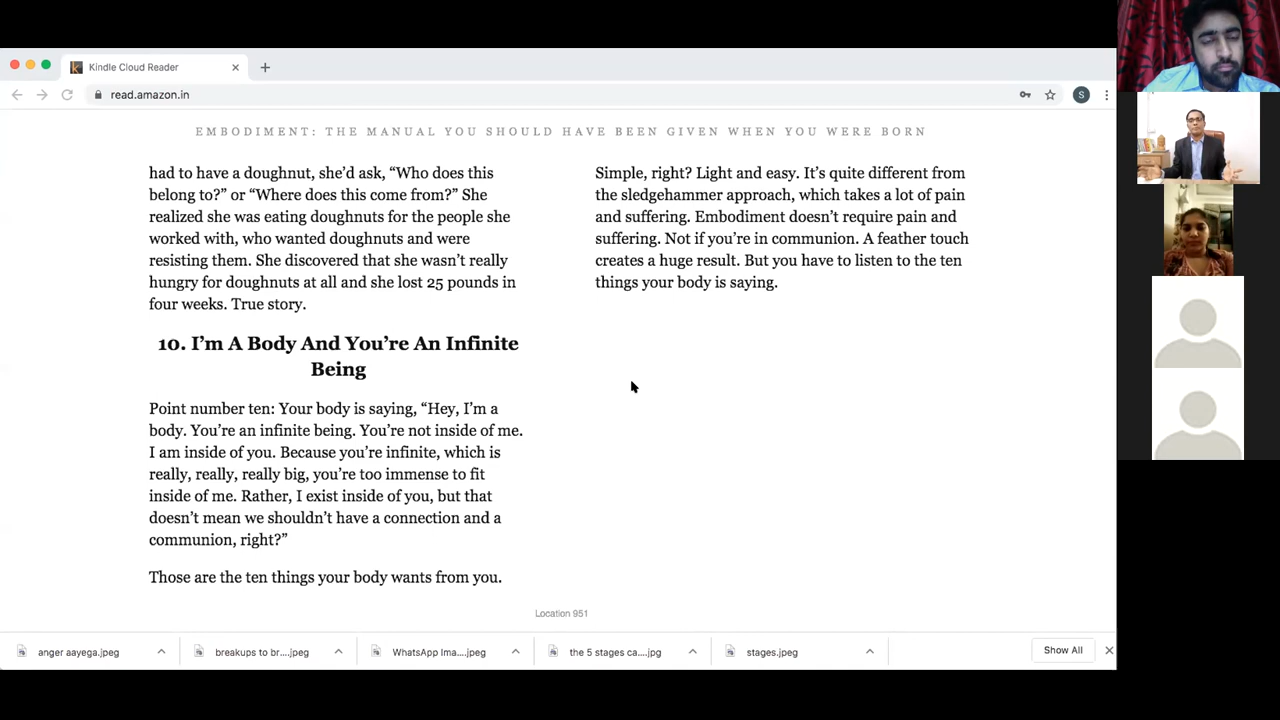 Kindle Cloud Reader
read.amazon.in
S
EMBODIMENT: THE MANUAL YOU SHOULD HAVE BEEN GIVEN WHEN YOU WERE BORN
had to have a doughnut, she’d ask, “Who does this
belong to?” or “Where does this come from?” She
realized she was eating doughnuts for the people she
worked with, who wanted doughnuts and were
resisting them. She discovered that she wasn’t really
hungry for doughnuts at all and she lost 25 pounds in
four weeks. True story.
10. I’m A Body And You’re An Infinite
Being
Point number ten: Your body is saying, “Hey, I’m a
body. You’re an infinite being. You’re not inside of me.
I am inside of you. Because you’re infinite, which is
really, really, really big, you’re too immense to fit
inside of me. Rather, I exist inside of you, but that
doesn’t mean we shouldn’t have a connection and a
communion, right?”
Those are the ten things your body wants from you.
Simple, right? Light and easy. It’s quite different from
the sledgehammer approach, which takes a lot of pain
and suffering. Embodiment doesn’t require pain and
suffering. Not if you’re in communion. A feather touch
creates a huge result. But you have to listen to the ten
things your body is saying.
Location 951
anger aayega.jpeg
breakups to br....jpeg
WhatsApp Ima....jpeg
the 5 stages ca....jpg
stages.jpeg
Show All